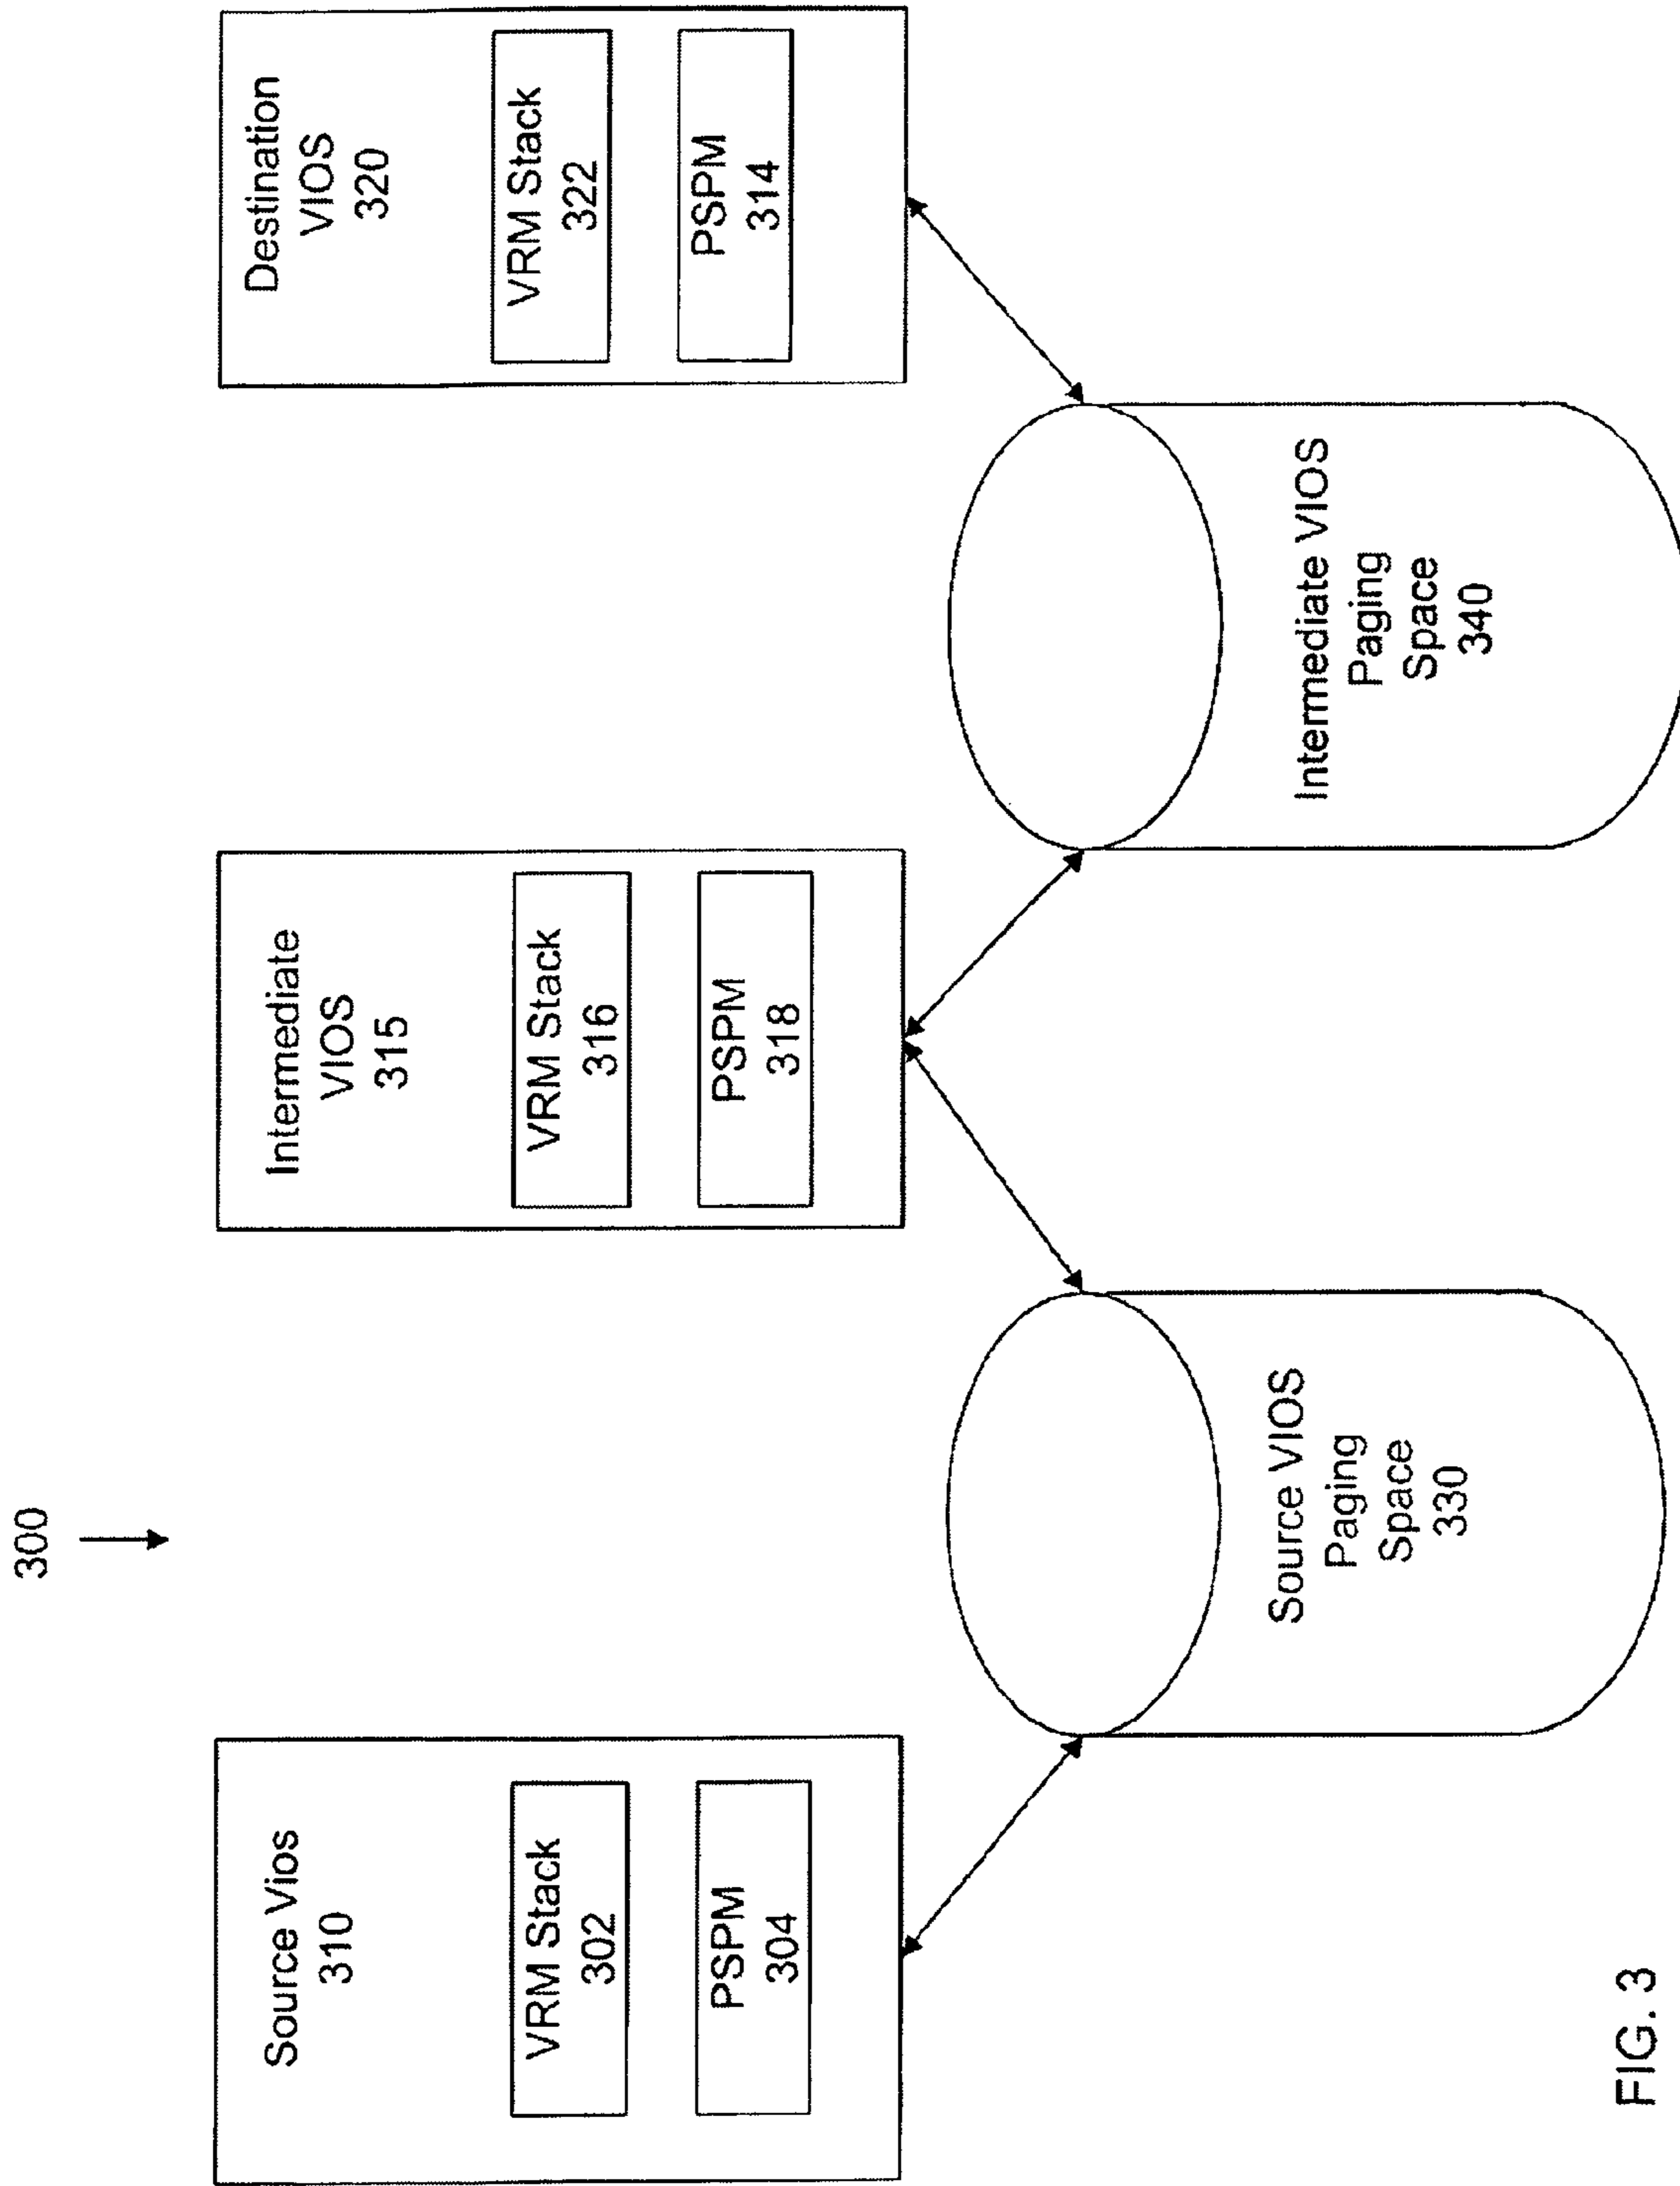 300
Source Vios
310
VRM Stack
302
PSPM
304
Intermediate
VIOS
315
VRM Stack
316
PSPM
318
Destination
VIOS
320
VRM Stack
322
PSPM
314
Source VIOS
Paging
Space
330
Intermediate VIOS
Paging
Space
340
FIG. 3